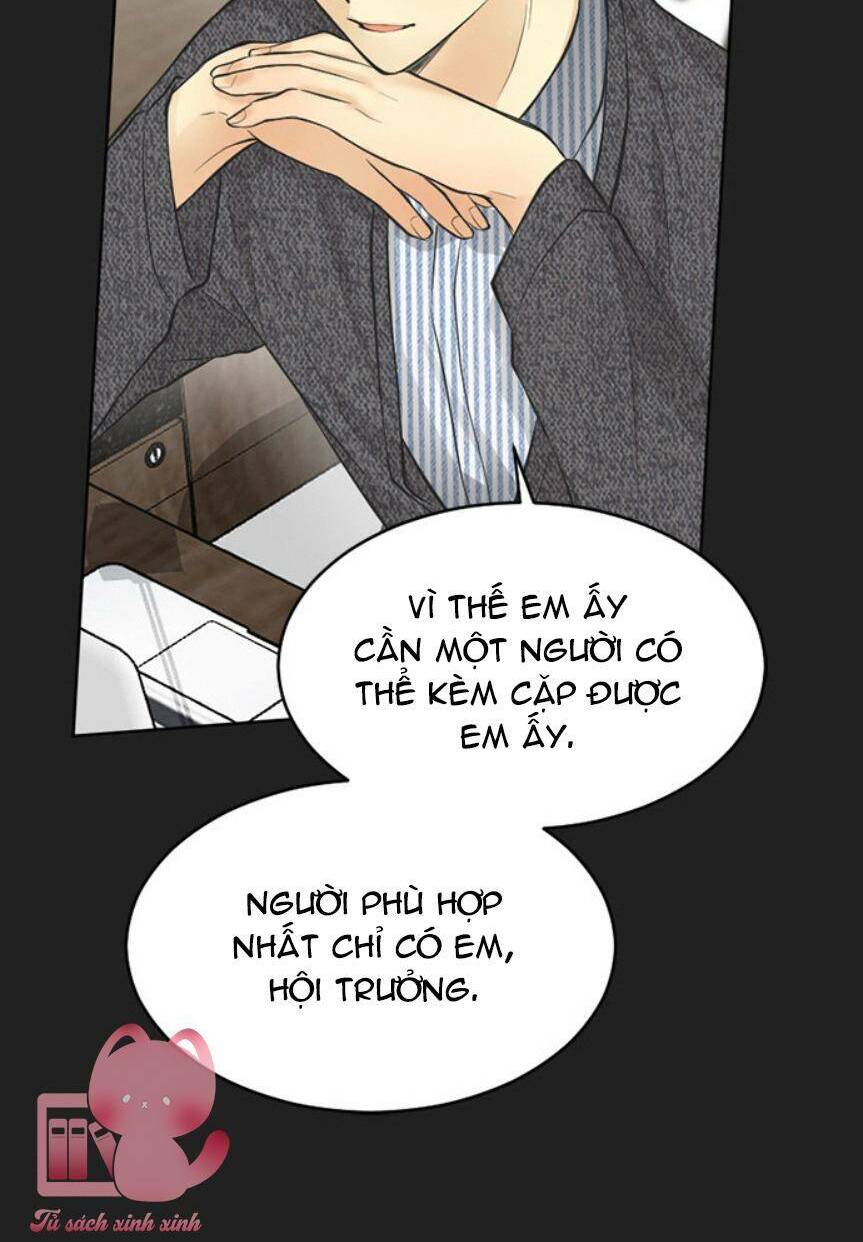 VÌ THẾ EM ẤY
CẦN MỘT NGƯỜI CÓ
THỂ KÈM CẶP ĐƯỢC
EM ẤY.
NGƯỜI PHÙ HỢP
NHẤT CHỈ CÓ EM,
HỘI TRƯỞNG.
Tủ sách xinh xinh